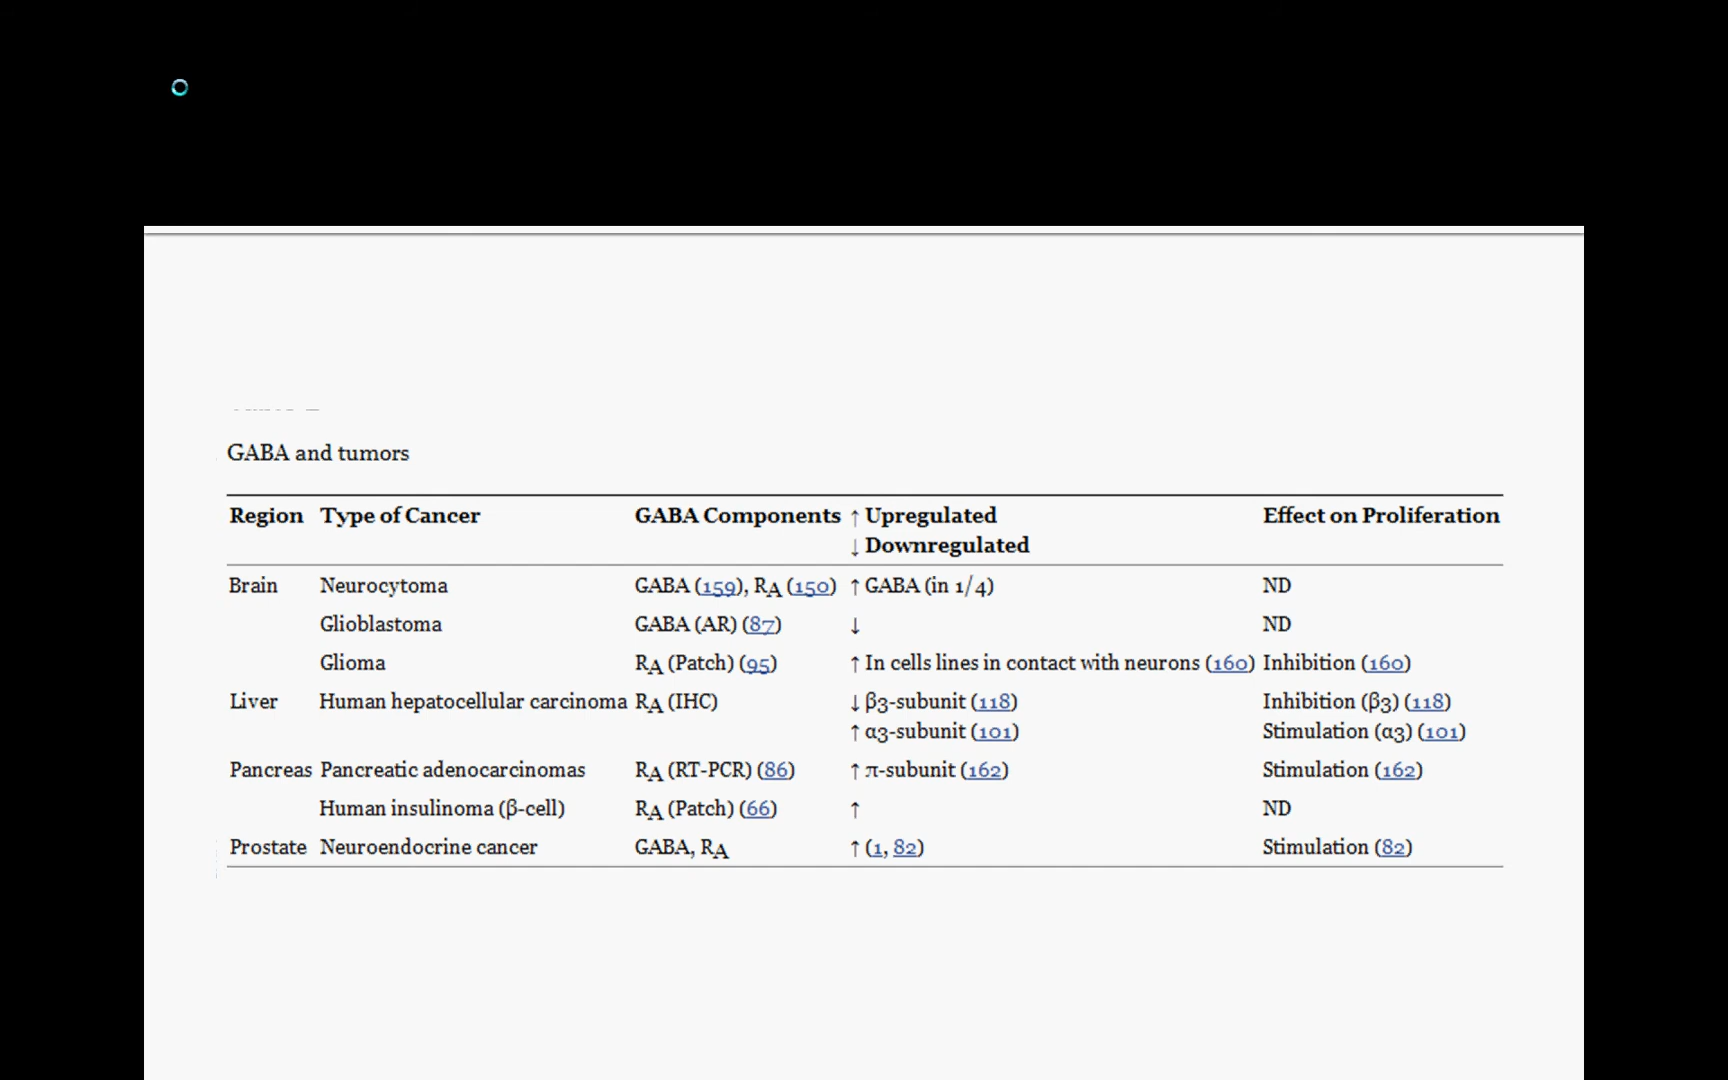 GABA and tumors
Region Type of Cancer GABA Components ↑ Upregulated Effect on Proliferation
↓ Downregulated
Brain Neurocytoma GABA (159), RA (150) ↑ GABA (in 1/4) ND
Glioblastoma GABA (AR) (87) ↓ ND
Glioma RA (Patch) (95) ↑ In cells lines in contact with neurons (160) Inhibition (160)
Liver Human hepatocellular carcinoma RA (IHC) ↓ β3-subunit (118) Inhibition (β3) (118)
↑ α3-subunit (101) Stimulation (α3) (101)
Pancreas Pancreatic adenocarcinomas RA (RT-PCR) (86) ↑ π-subunit (162) Stimulation (162)
Human insulinoma (β-cell) RA (Patch) (66) ↑ ND
Prostate Neuroendocrine cancer GABA, RA ↑ (1, 82) Stimulation (82)